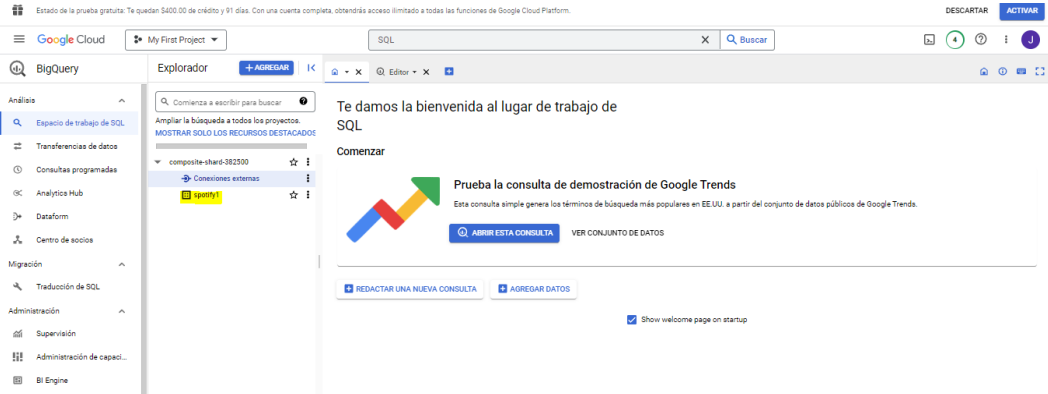 Estado de la prueba gratuita: Te quedan $400.00 de crédito y 91 días. Con una cuenta completa, obtendrás acceso ilimitado a todas las funciones de Google Cloud Platform.
DESCARTAR
ACTIVAR
Google Cloud
My First Project
SQL
Buscar
4
J
BigQuery
Análisis
Espacio de trabajo de SQL
Transferencias de datos
Consultas programadas
Analytics Hub
Dataform
Centro de socios
Migración
Traducción de SQL
Administración
Supervisión
Administración de capaci...
BI Engine
Explorador
+ AGREGAR
Comienza a escribir para buscar
Ampliar la búsqueda a todos los proyectos.
MOSTRAR SOLO LOS RECURSOS DESTACADOS
composite-shard-382500
Conexiones externas
spotify1
Editor
Te damos la bienvenida al lugar de trabajo de
SQL
Comenzar
Prueba la consulta de demostración de Google Trends
Esta consulta simple genera los términos de búsqueda más populares en EE.UU. a partir del conjunto de datos públicos de Google Trends.
ABRIR ESTA CONSULTA
VER CONJUNTO DE DATOS
REDACTAR UNA NUEVA CONSULTA
AGREGAR DATOS
Show welcome page on startup